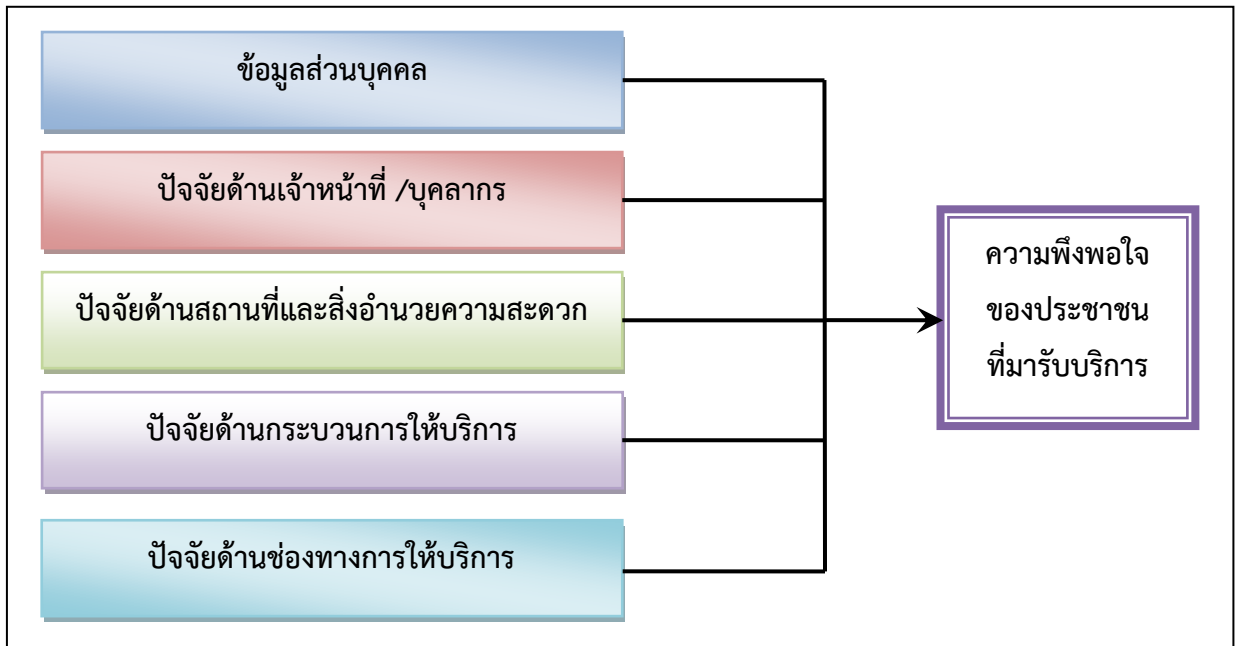 ข้อมูลส่วนบุคคล
ปัจจัยด้านเจ้าหน้าที่ /บุคลากร
ปัจจัยด้านสถานที่และสิ่งอำนวยความสะดวก
ปัจจัยด้านกระบวนการให้บริการ
ปัจจัยด้านช่องทางการให้บริการ
ความพึงพอใจ
ของประชาชน
ที่มารับบริการ